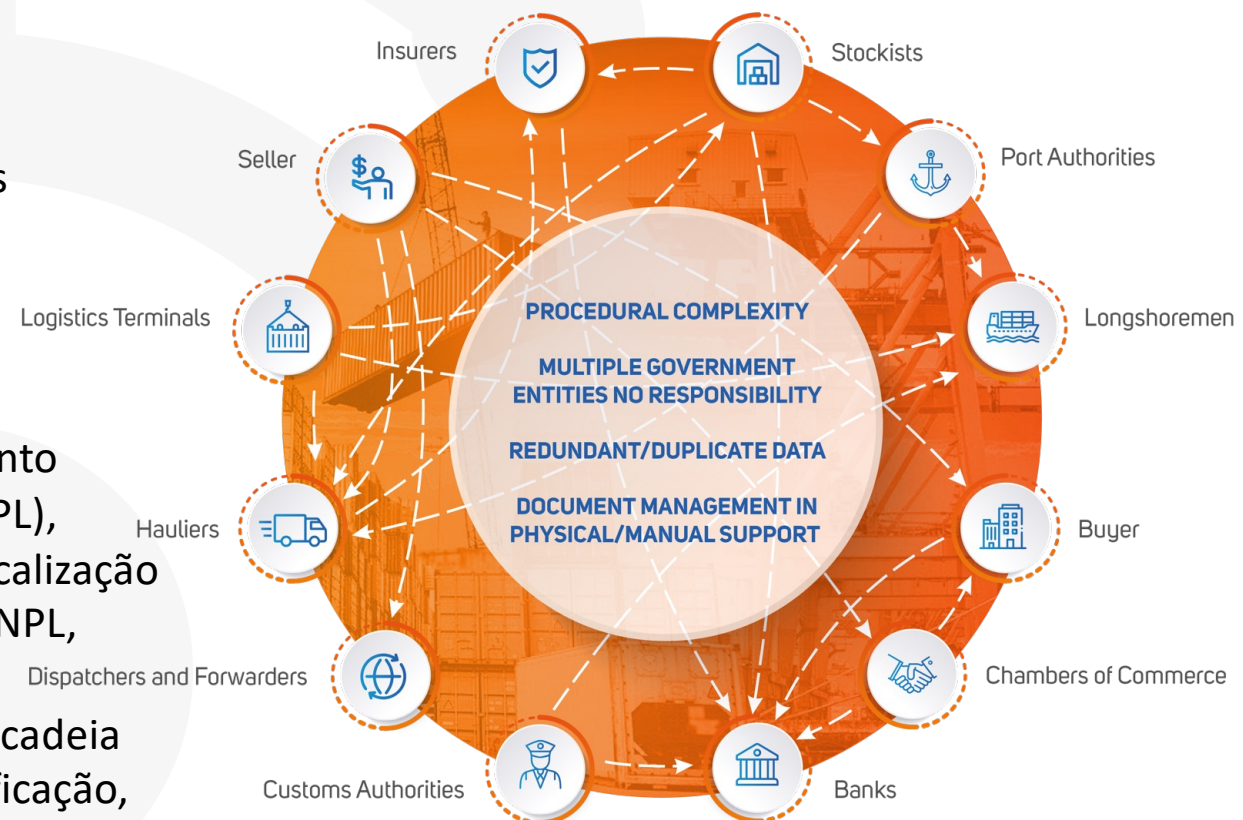 s
nto
PL),
calização
NPL,
cadeia
ficação,
Insurers
Stockists
Seller
Port Authorities
Logistics Terminals
Longshoremen
PROCEDURAL COMPLEXITY
MULTIPLE GOVERNMENT
ENTITIES NO RESPONSIBILITY
REDUNDANT/DUPLICATE DATA
DOCUMENT MANAGEMENT IN
PHYSICAL/MANUAL SUPPORT
Hauliers
Buyer
Dispatchers and Forwarders
Chambers of Commerce
Customs Authorities
Banks